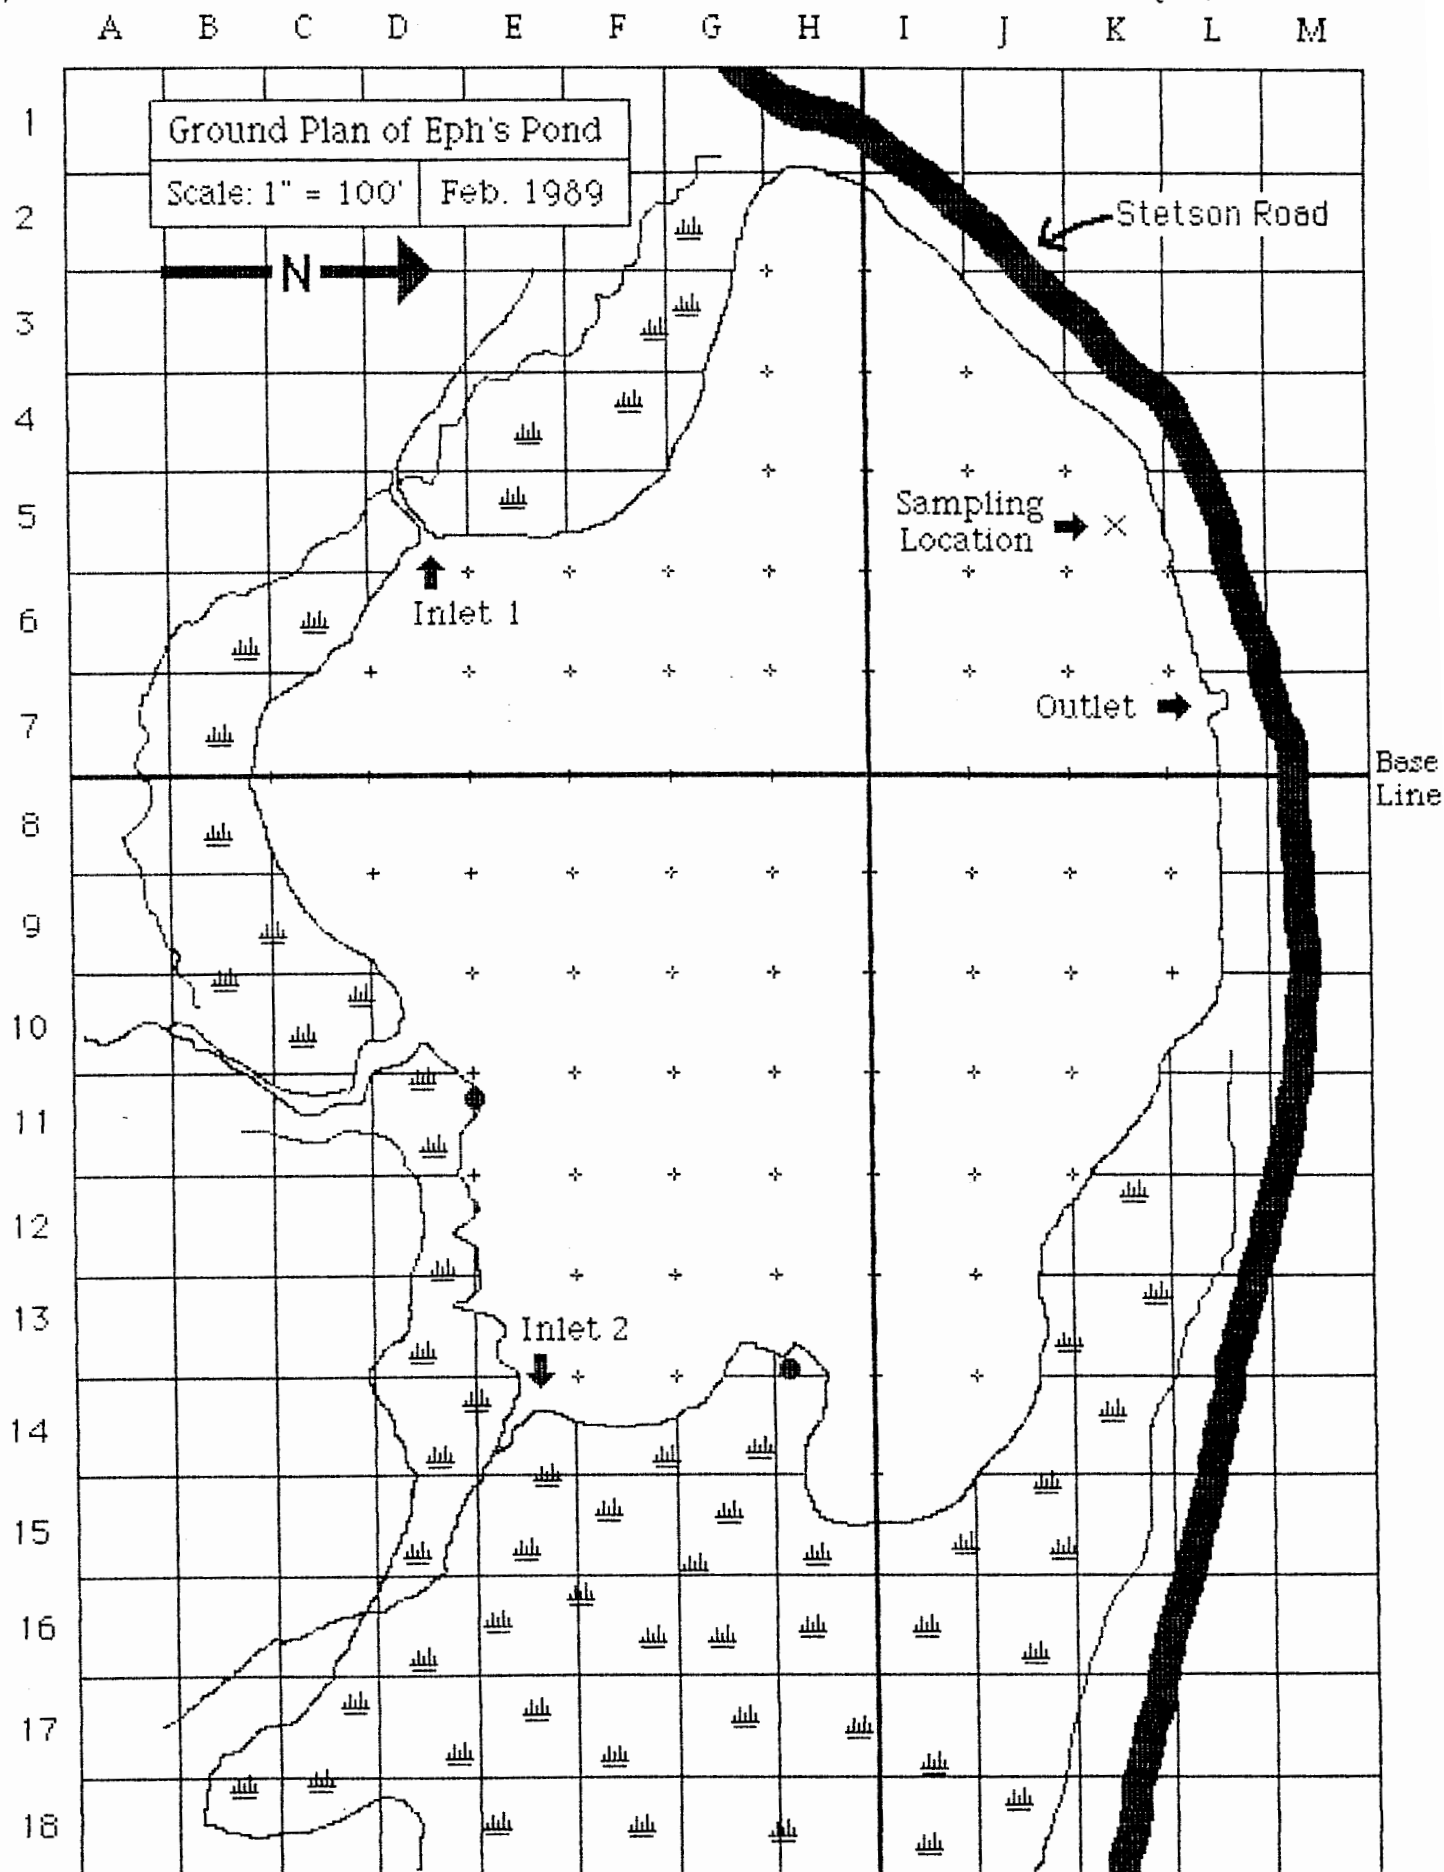 A B C D E F G H I J K L M
1
Ground Plan of Eph's Pond
Scale: 1" = 100' Feb. 1989
2
Stetson Road
N
3
4
5
Sampling
Location
6
Inlet 1
7
Outlet
Base
Line
8
9
10
11
12
13
Inlet 2
14
15
16
17
18